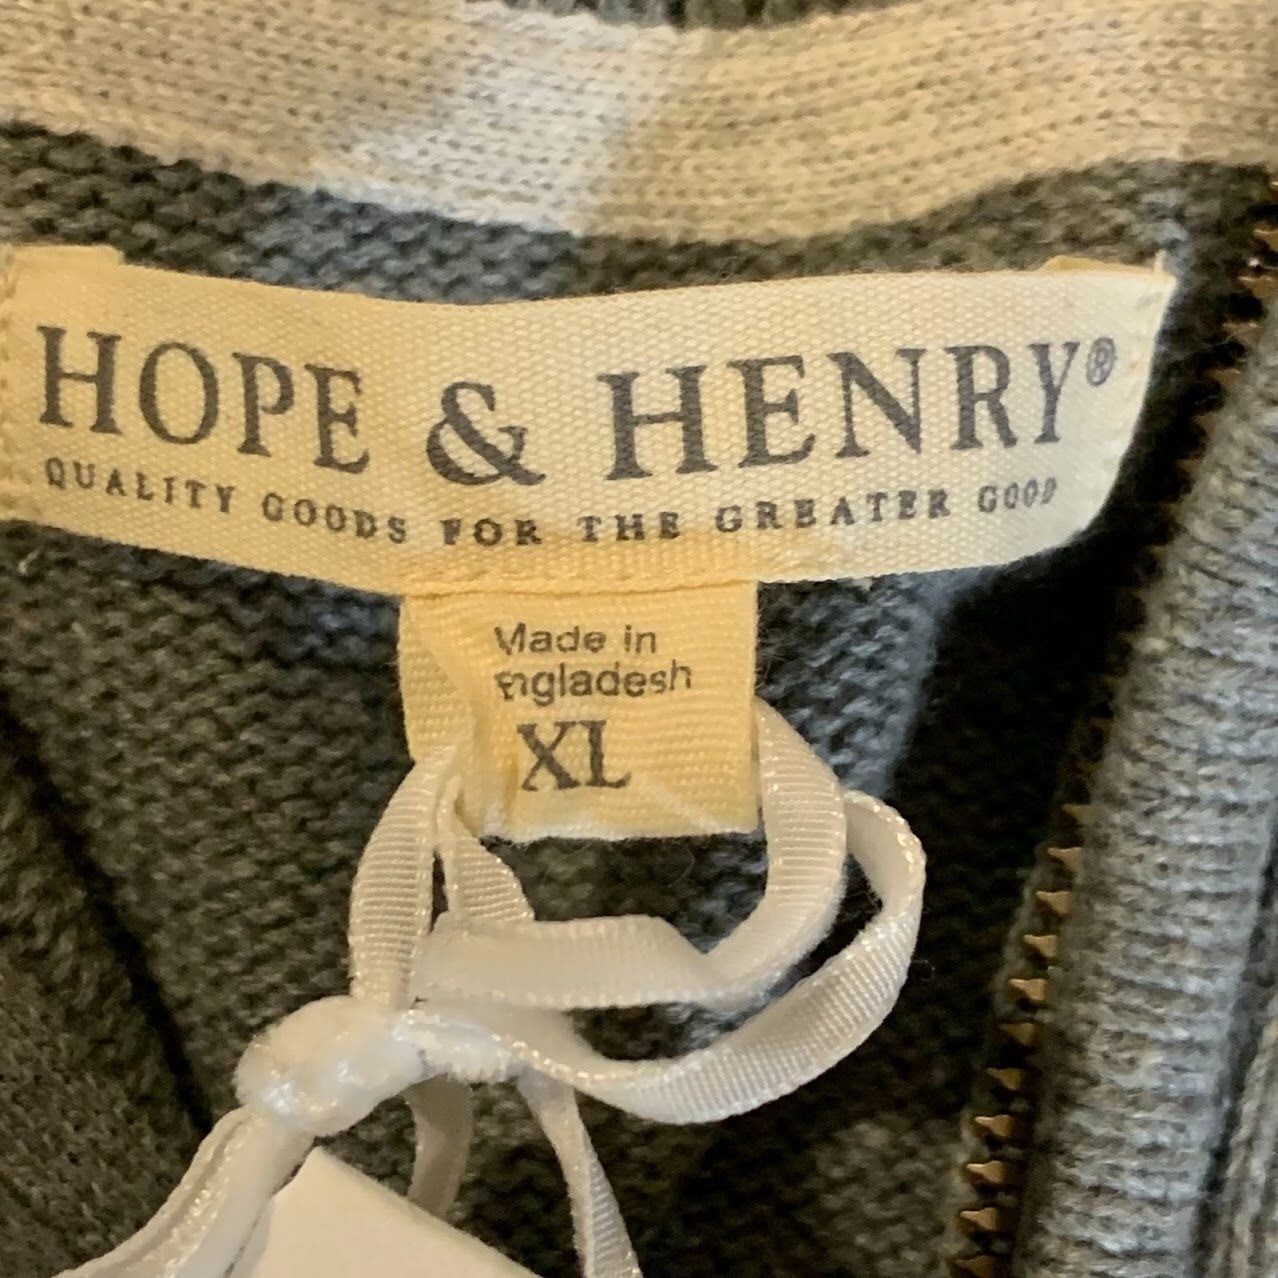 HOPE & HENRY®
QUALITY GOODS FOR THE GREATER GOOD
Made in
ngladesh
XL